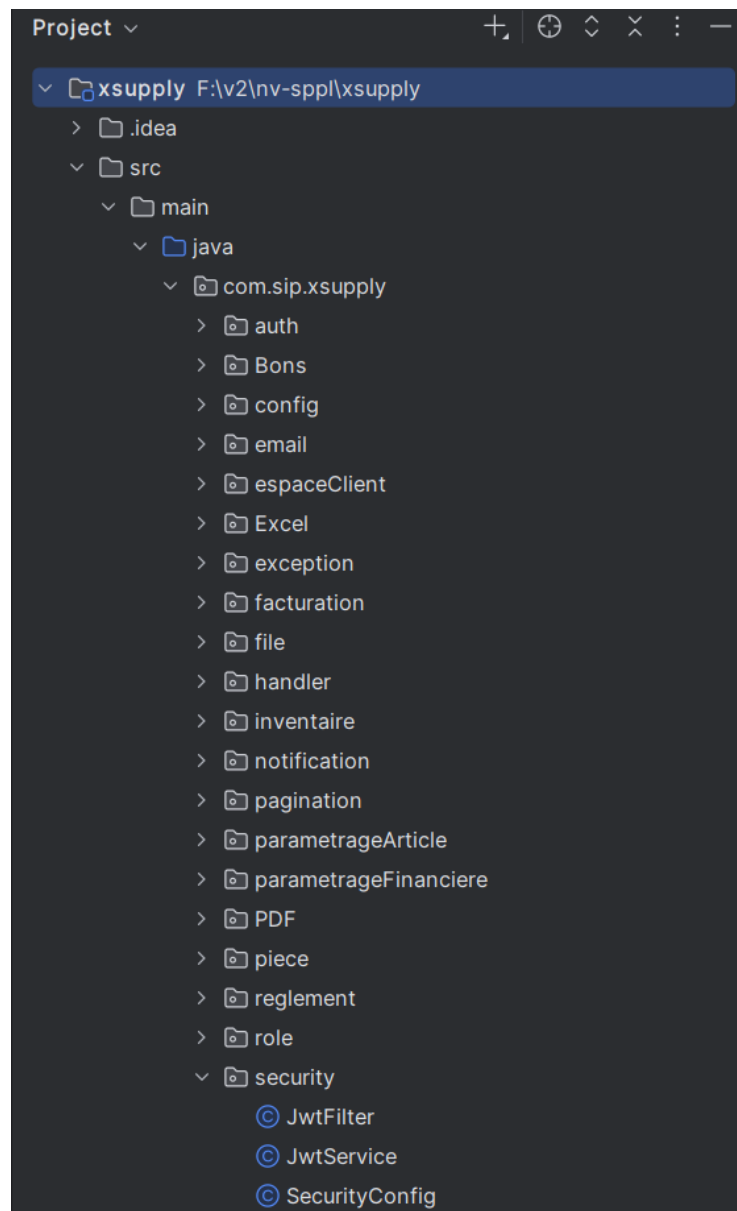 Project
xsupply F:\v2\nv-sppl\xsupply
.idea
src
main
java
com.sip.xsupply
auth
Bons
config
email
espaceClient
Excel
exception
facturation
file
handler
inventaire
notification
pagination
parametrageArticle
parametrageFinanciere
PDF
piece
reglement
role
security
JwtFilter
JwtService
SecurityConfig